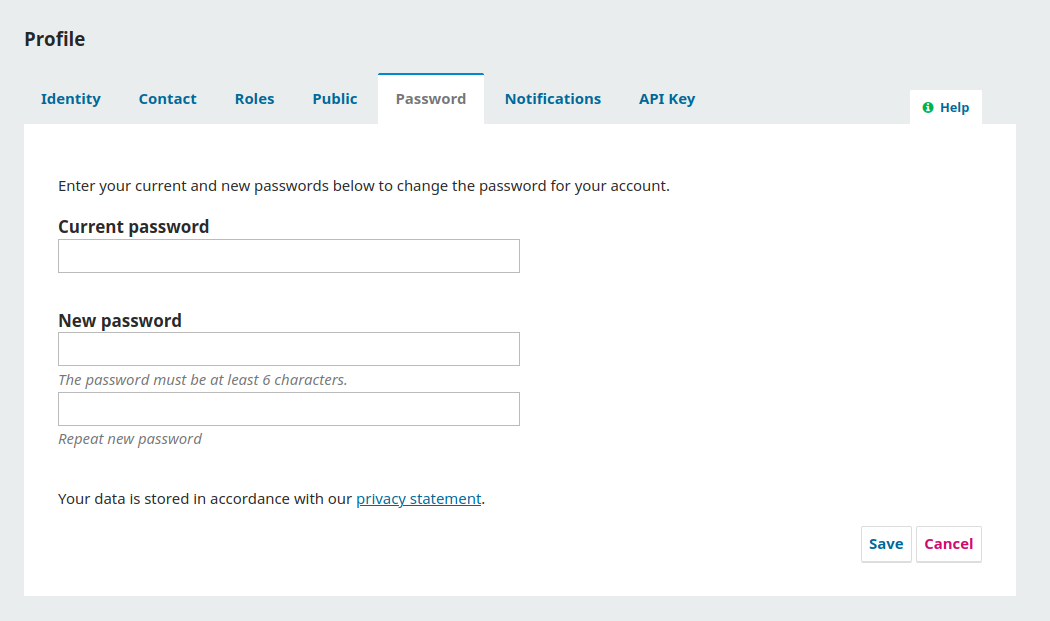 Profile
Identity Contact Roles Public Password Notifications API Key Help
Enter your current and new passwords below to change the password for your account.
Current password
New password
The password must be at least 6 characters.
Repeat new password
Your data is stored in accordance with our privacy statement.
Save Cancel